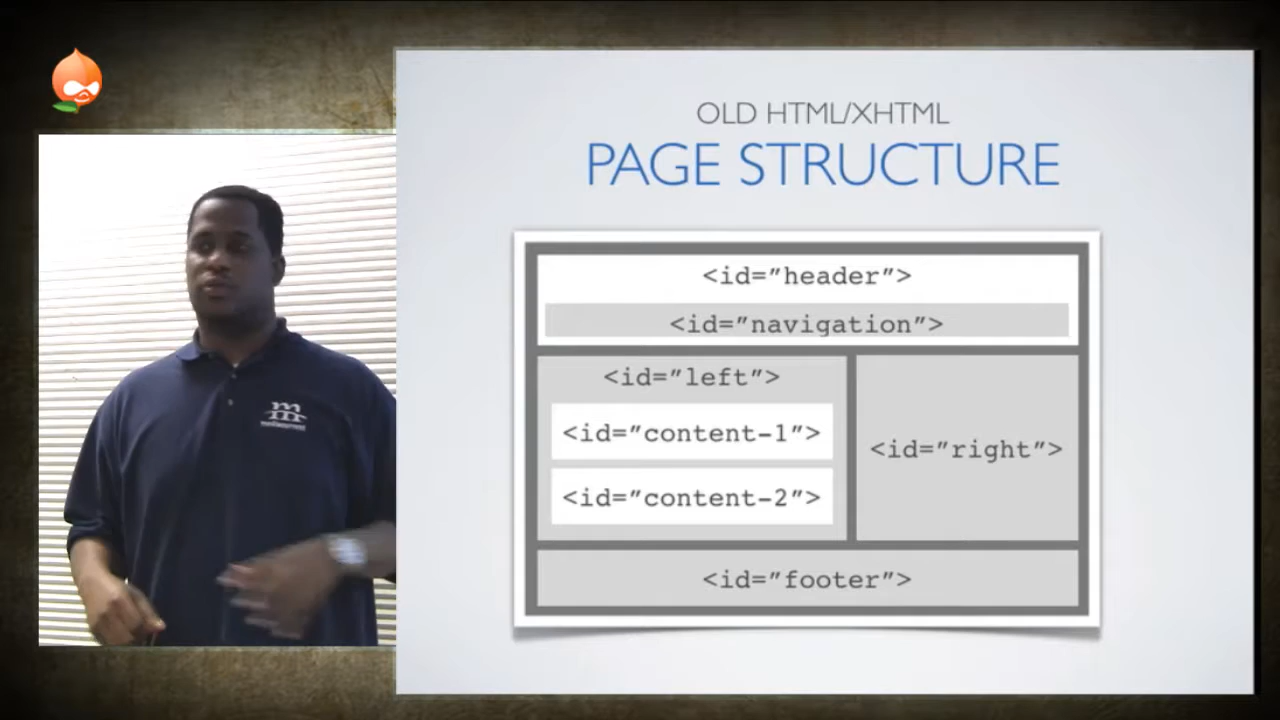 OLD HTML/XHTML
PAGE STRUCTURE
<id=”header”>
<id=”navigation”>
<id=”left”>
<id=”content-1”>
<id=”content-2”>
<id=”right”>
<id=”footer”>
m